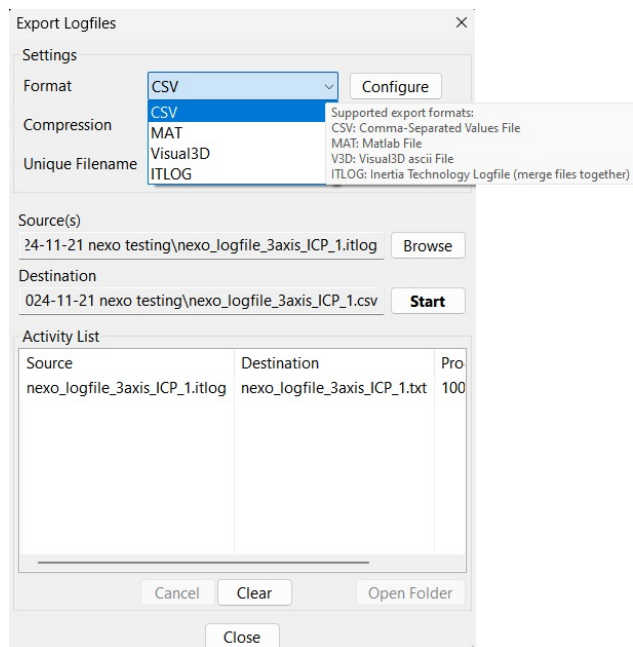 Export Logfiles
Settings
Format CSV Configure
CSV
MAT
Visual3D
ITLOG
Compression
Unique Filename
Supported export formats:
CSV: Comma-Separated Values File
MAT: Matlab File
V3D: Visual3D ascii File
ITLOG: Inertia Technology Logfile (merge files together)
Source(s)
24-11-21 nexo testing\nexo_logfile_3axis_ICP_1.itlog Browse
Destination
024-11-21 nexo testing\nexo_logfile_3axis_ICP_1.csv Start
Activity List
Source Destination Pro
nexo_logfile_3axis_ICP_1.itlog nexo_logfile_3axis_ICP_1.txt 100
Cancel Clear Open Folder
Close